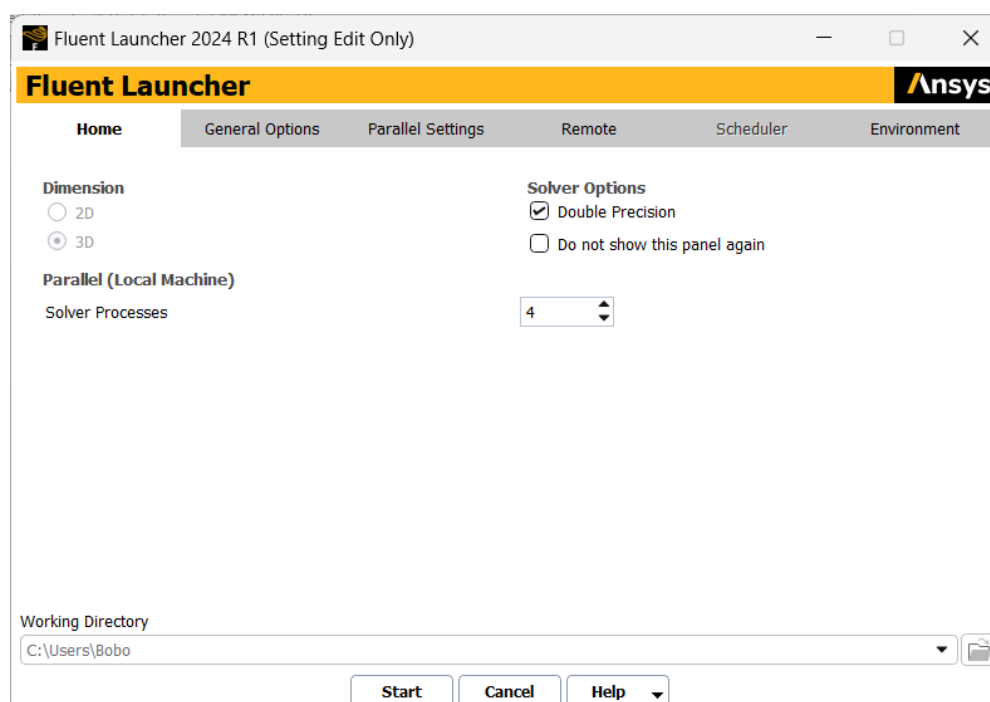 Fluent Launcher 2024 R1 (Setting Edit Only)
Fluent Launcher
Ansys
Home General Options Parallel Settings Remote Scheduler Environment
Dimension
2D
3D
Solver Options
Double Precision
Do not show this panel again
Parallel (Local Machine)
Solver Processes 4
Working Directory
C:\Users\Bobo
Start Cancel Help